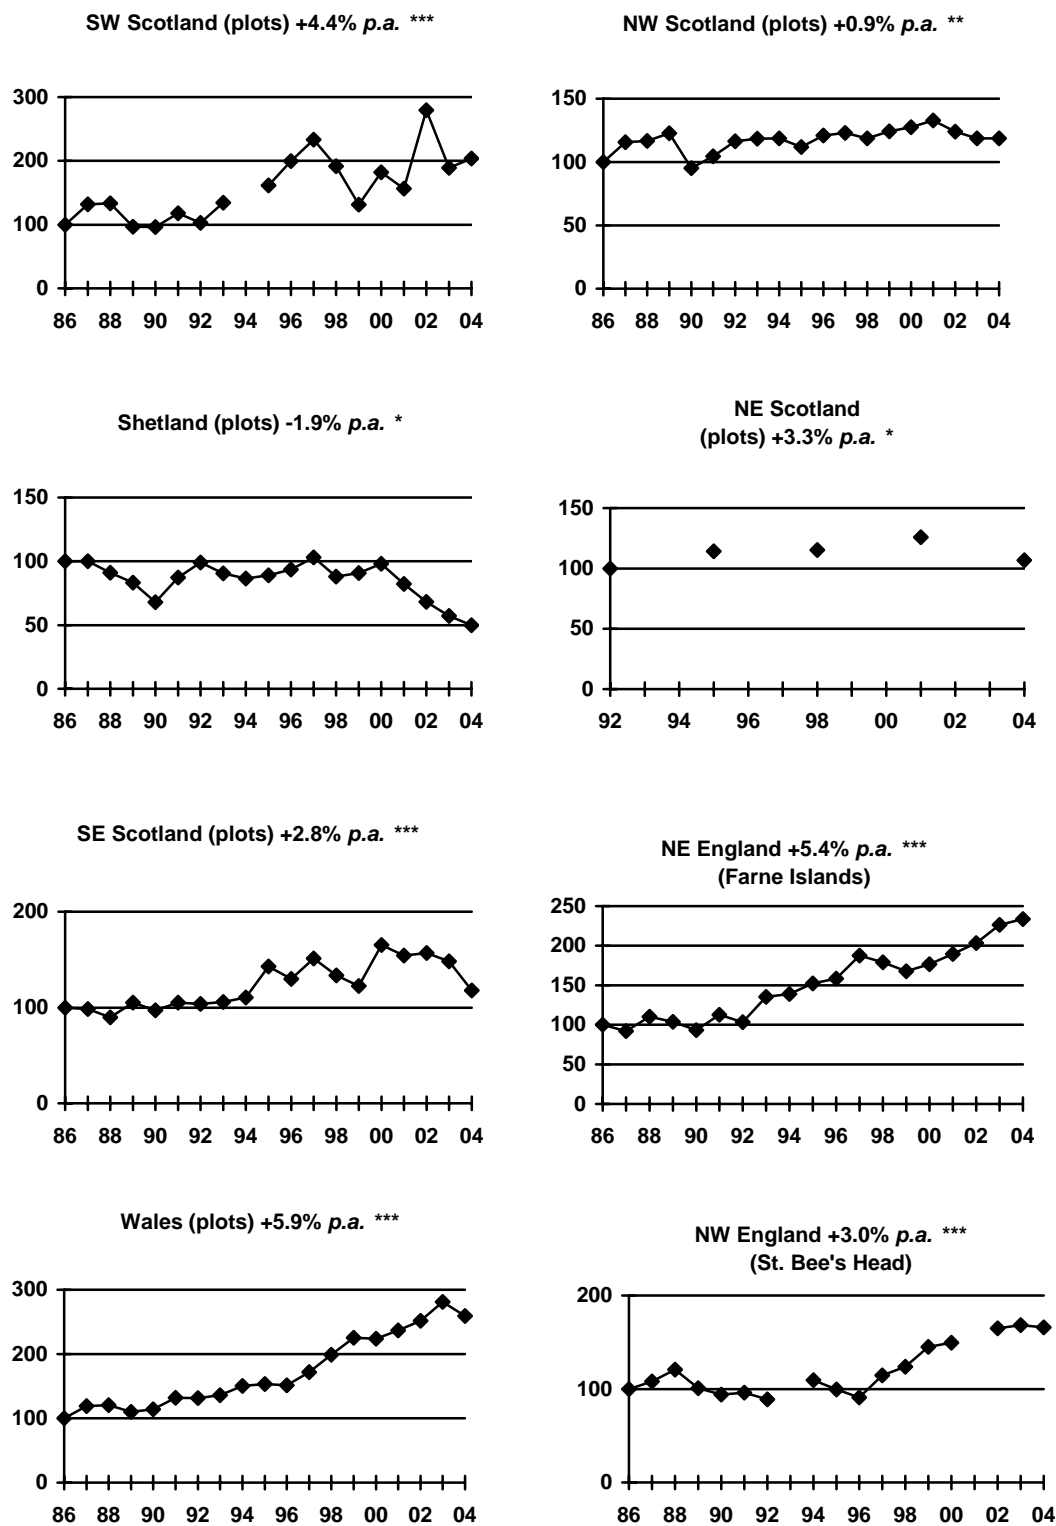 SW Scotland (plots) +4.4% p.a. ***
300
200
100
0
86 88 90 92 94 96 98 00 02 04
NW Scotland (plots) +0.9% p.a. **
150
100
50
0
86 88 90 92 94 96 98 00 02 04
Shetland (plots) -1.9% p.a. *
150
100
50
0
86 88 90 92 94 96 98 00 02 04
NE Scotland
(plots) +3.3% p.a. *
150
100
50
0
92 94 96 98 00 02 04
SE Scotland (plots) +2.8% p.a. ***
200
100
0
86 88 90 92 94 96 98 00 02 04
NE England +5.4% p.a. ***
(Farne Islands)
250
200
150
100
50
0
86 88 90 92 94 96 98 00 02 04
Wales (plots) +5.9% p.a. ***
300
200
100
0
86 88 90 92 94 96 98 00 02 04
NW England +3.0% p.a. ***
(St. Bee's Head)
200
100
0
86 88 90 92 94 96 98 00 02 04